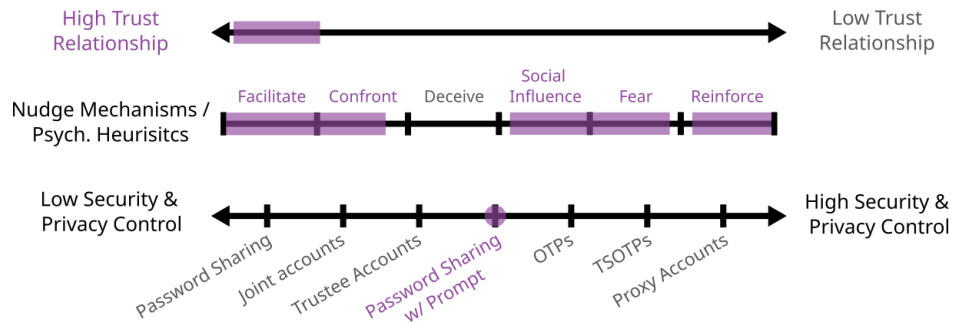 High Trust
Relationship
Low Trust
Relationship
Nudge Mechanisms /
Psych. Heurisitcs
Facilitate
Confront
Deceive
Social
Influence
Fear
Reinforce
Low Security &
Privacy Control
High Security &
Privacy Control
Password Sharing
Joint accounts
Trustee Accounts
Password Sharing
w/ Prompt
OTPs
TSOTPs
Proxy Accounts